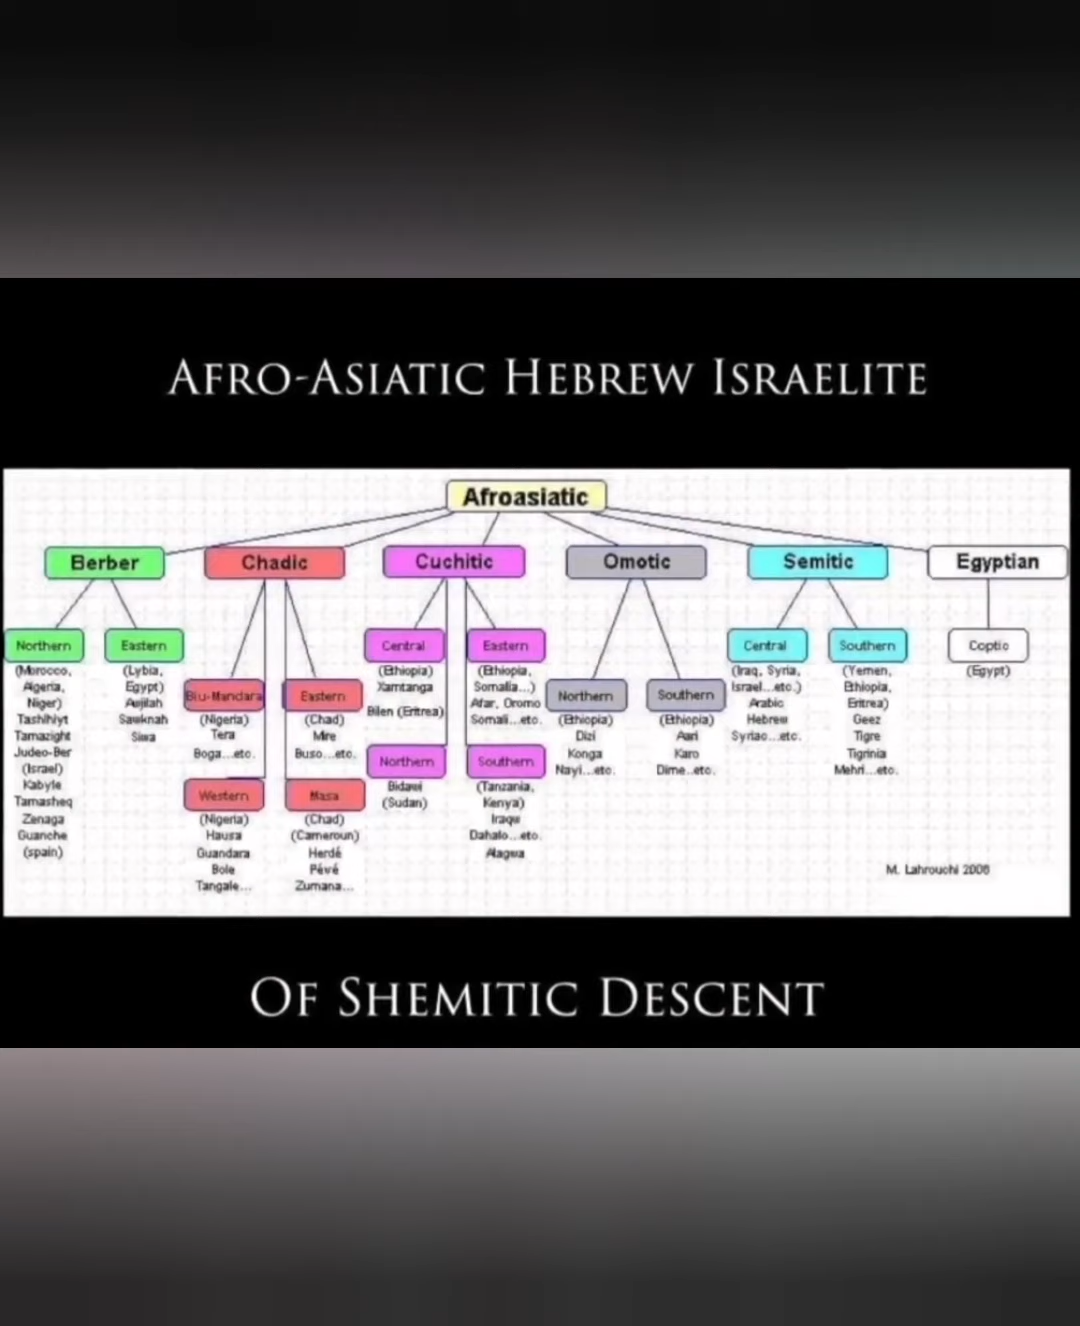 AFRO-ASIATIC HEBREW ISRAELITE
Afroasiatic
Berber
Chadic
Cuchitic
Omotic
Semitic
Egyptian
Northern
(Morocco,
Algeria,
Niger)
Tashlhiyt
Tamazight
Judeo-Ber
(Israel)
Kabyle
Tamasheq
Zenaga
Guanche
(spain)
Eastern
(Lybia,
Egypt)
Aujilah
Sawknah
Siwa
Biu-Mandara
(Nigeria)
Tera
Boga...etc.
Western
(Nigeria)
Hausa
Guandara
Bole
Tangale...
Eastern
(Chad)
Mire
Buso...etc.
Masa
(Chad)
(Cameroun)
Herdé
Pévé
Zumana...
Central
(Ethiopia)
Xamtanga
Bilen (Eritrea)
Northern
Bidawi
(Sudan)
Eastern
(Ethiopia,
Somalia...)
Afar, Oromo
Somali...etc.
Southern
(Tanzania,
Kenya)
Iraqw
Dahalo...etc.
Alagwa
Northern
(Ethiopia)
Dizi
Konga
Nayi...etc.
Southern
(Ethiopia)
Aari
Karo
Dime..etc.
Central
(Iraq, Syria,
Israel...etc.)
Arabic
Hebrew
Syriac...etc.
Southern
(Yemen,
Ethiopia,
Eritrea)
Geez
Tigre
Tigrinia
Mehri...etc.
Coptic
(Egypt)
M. Lahrouchi 2006
OF SHEMITIC DESCENT